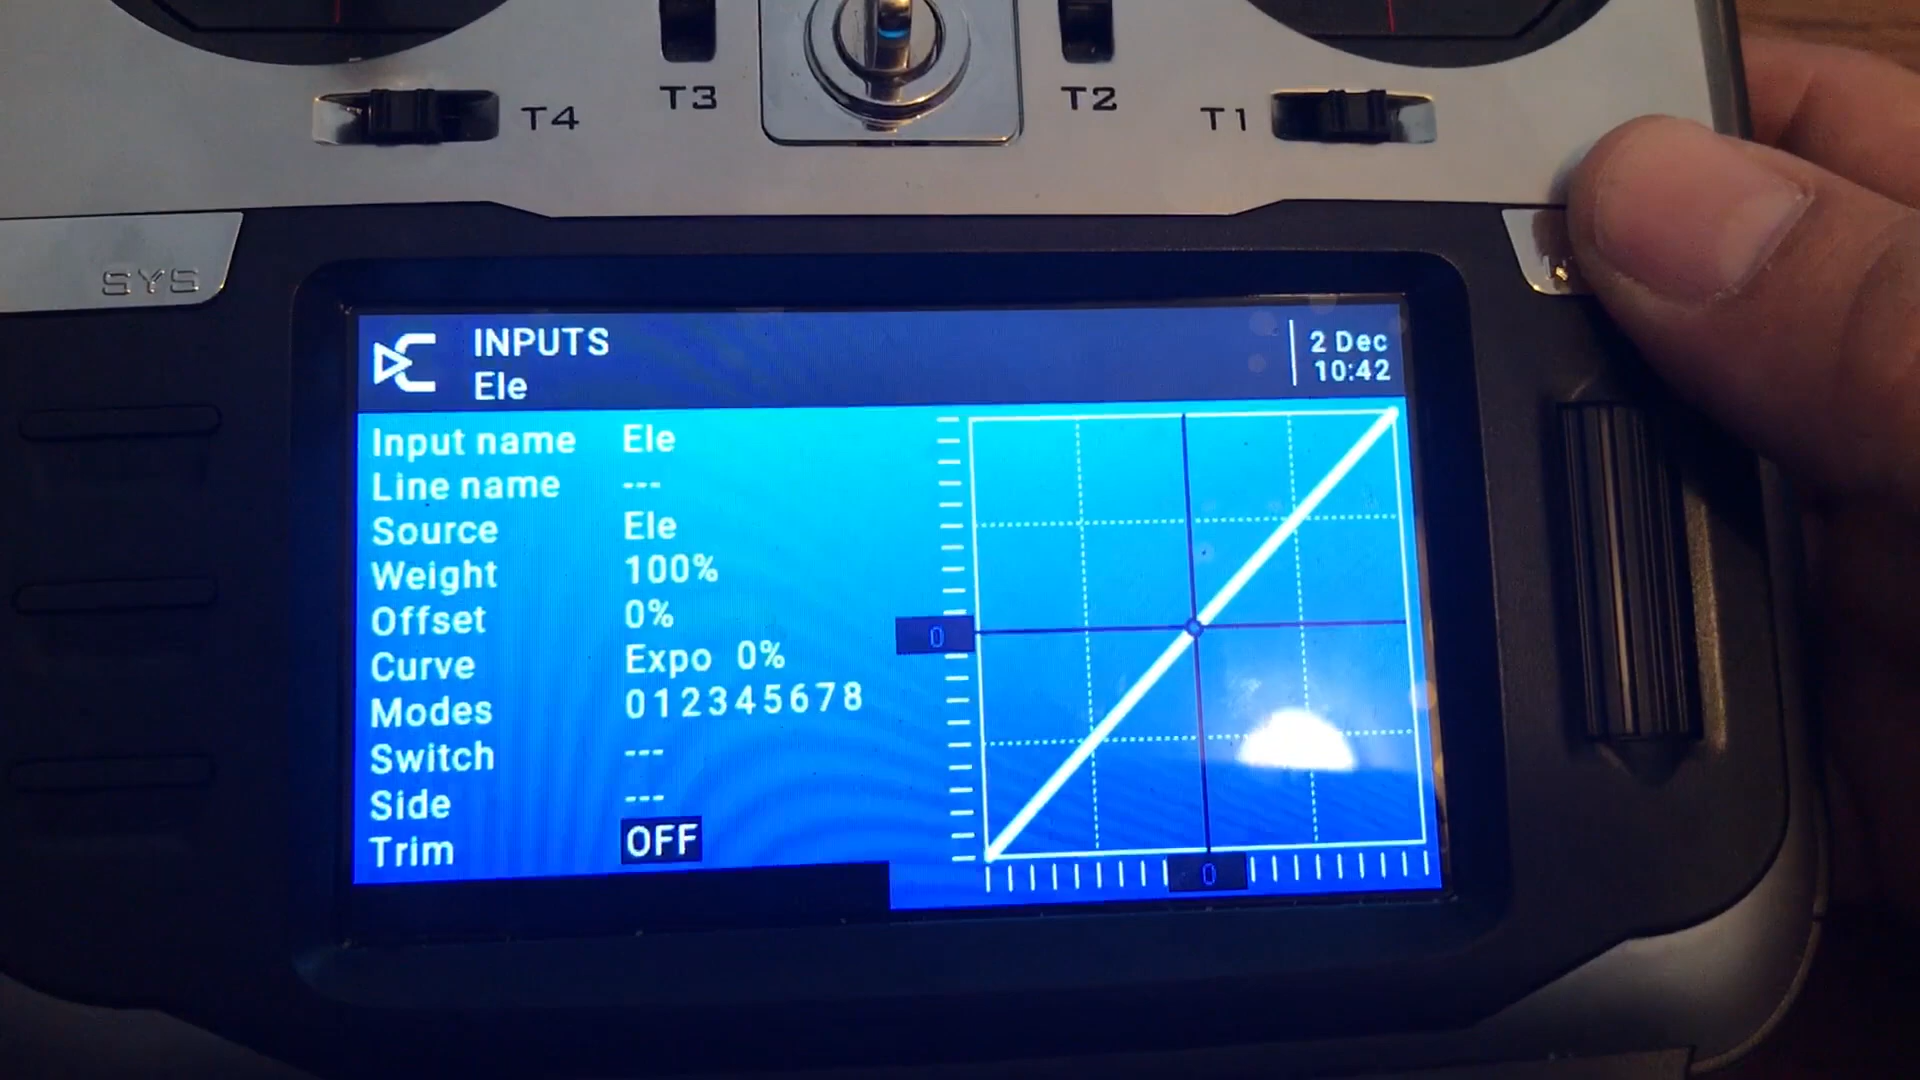 T4
T3
T2
T1
SYS
INPUTS
Ele
2 Dec
10:42
Input name Ele
Line name ---
Source Ele
Weight 100%
Offset 0%
Curve Expo 0%
Modes 012345678
Switch ---
Side ---
Trim OFF
0
0